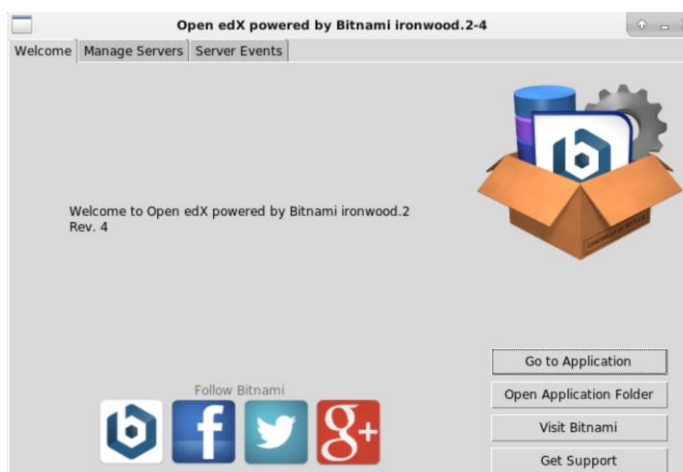 Open edX powered by Bitnami ironwood.2-4
Welcome
Manage Servers
Server Events
Welcome to Open edX powered by Bitnami ironwood.2
Rev. 4
Go to Application
Follow Bitnami
Open Application Folder
f
g+
Visit Bitnami
Get Support